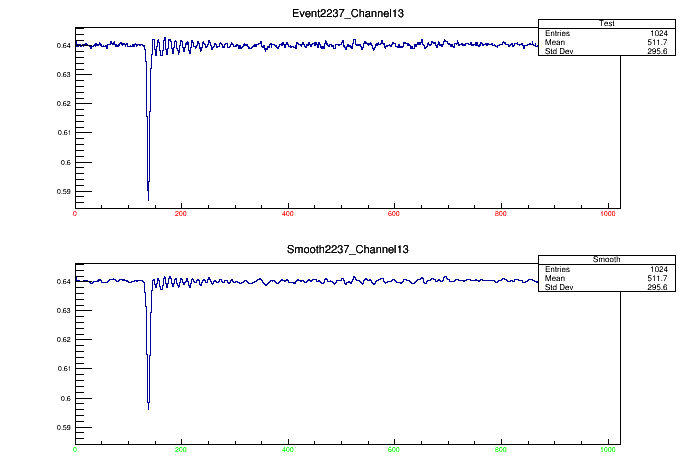 Event2237_Channel13
Test
Entries 1024
Mean 511.7
Std Dev 295.6
0.64
0.63
0.62
0.61
0.6
0.59
0 200 400 600 800 1000
Smooth2237_Channel13
Smooth
Entries 1024
Mean 511.7
Std Dev 295.6
0.64
0.63
0.62
0.61
0.6
0.59
0 200 400 600 800 1000